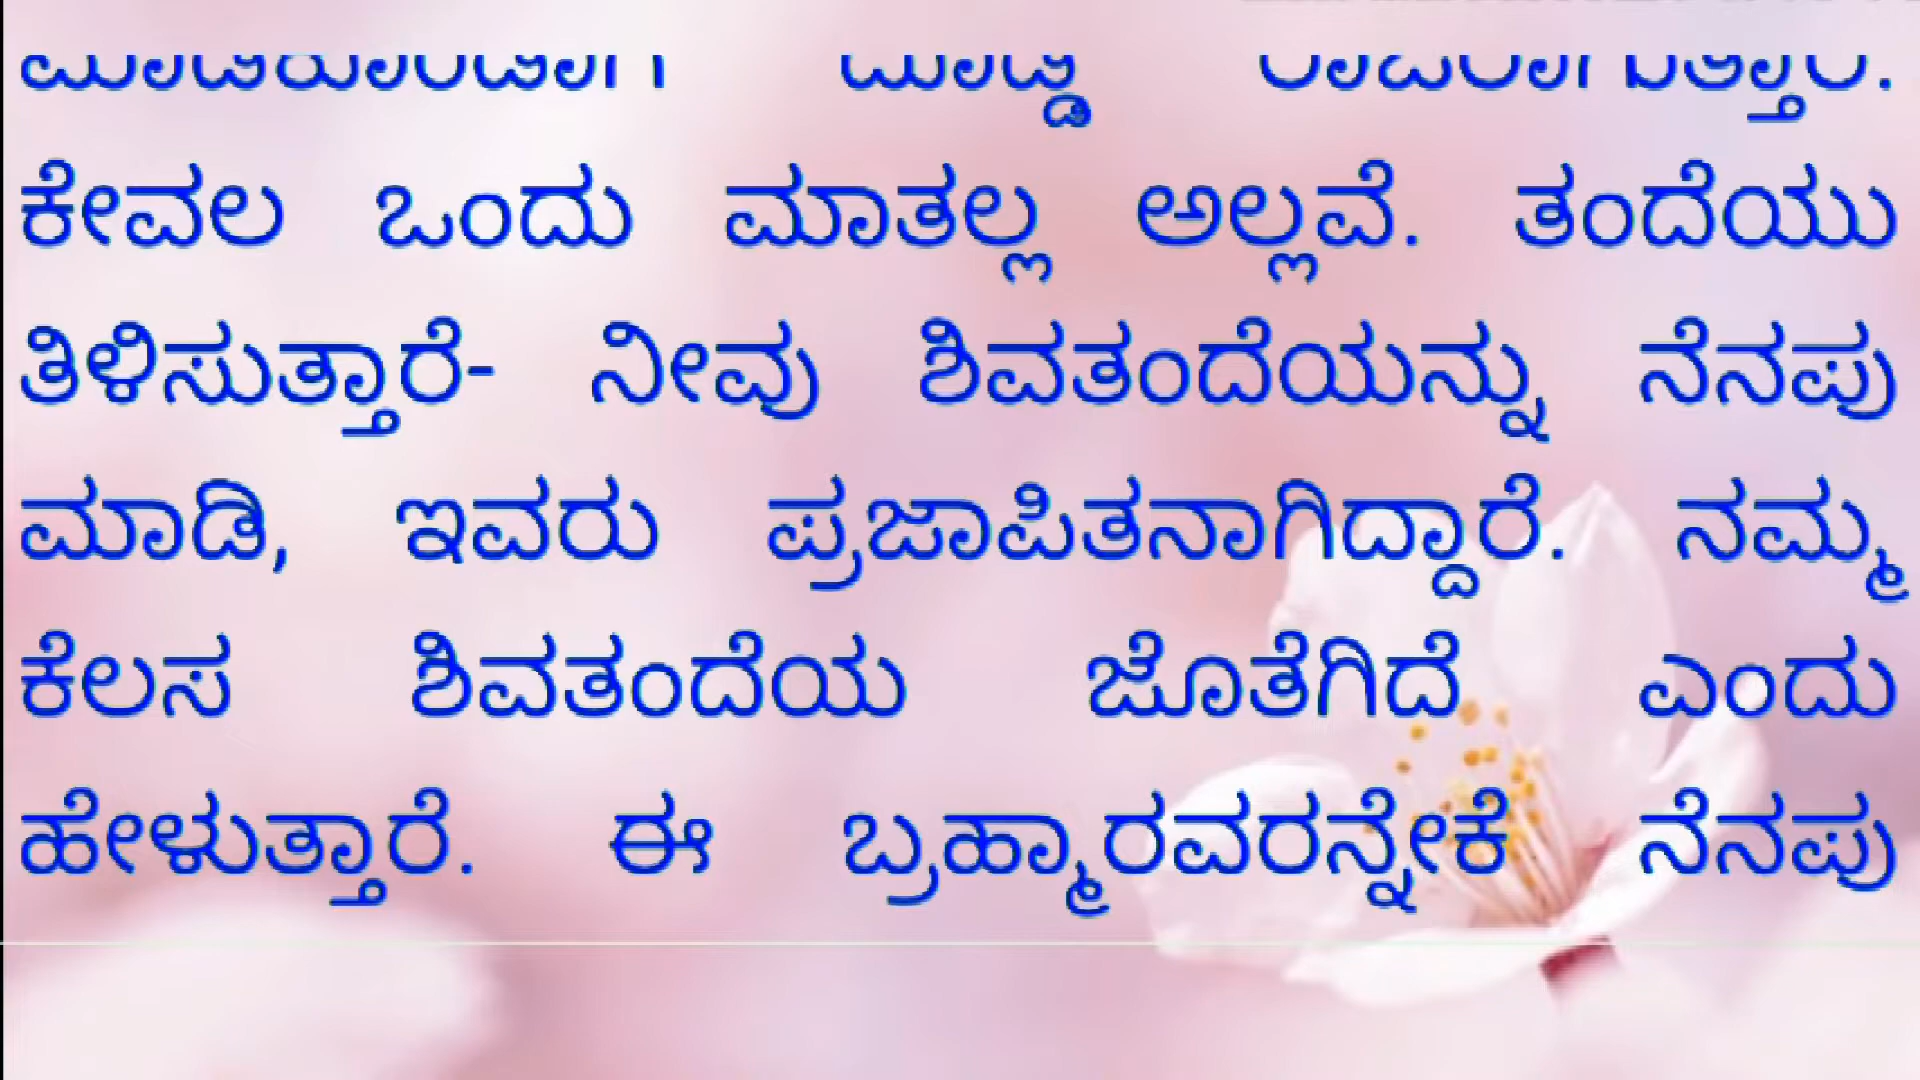 ಕೇವಲ ಒಂದು ಮಾತಲ್ಲ ಅಲ್ಲವೆ. ತಂದೆಯು
ತಿಳಿಸುತ್ತಾರೆ- ನೀವು ಶಿವತಂದೆಯನ್ನು ನೆನಪು
ಮಾಡಿ, ಇವರು ಪ್ರಜಾಪಿತನಾಗಿದ್ದಾರೆ. ನಮ್ಮ
ಕೆಲಸ ಶಿವತಂದೆಯ ಜೊತೆಗಿದೆ ಎಂದು
ಹೇಳುತ್ತಾರೆ. ಈ ಬ್ರಹ್ಮಾರವರನ್ನೇಕೆ ನೆನಪು